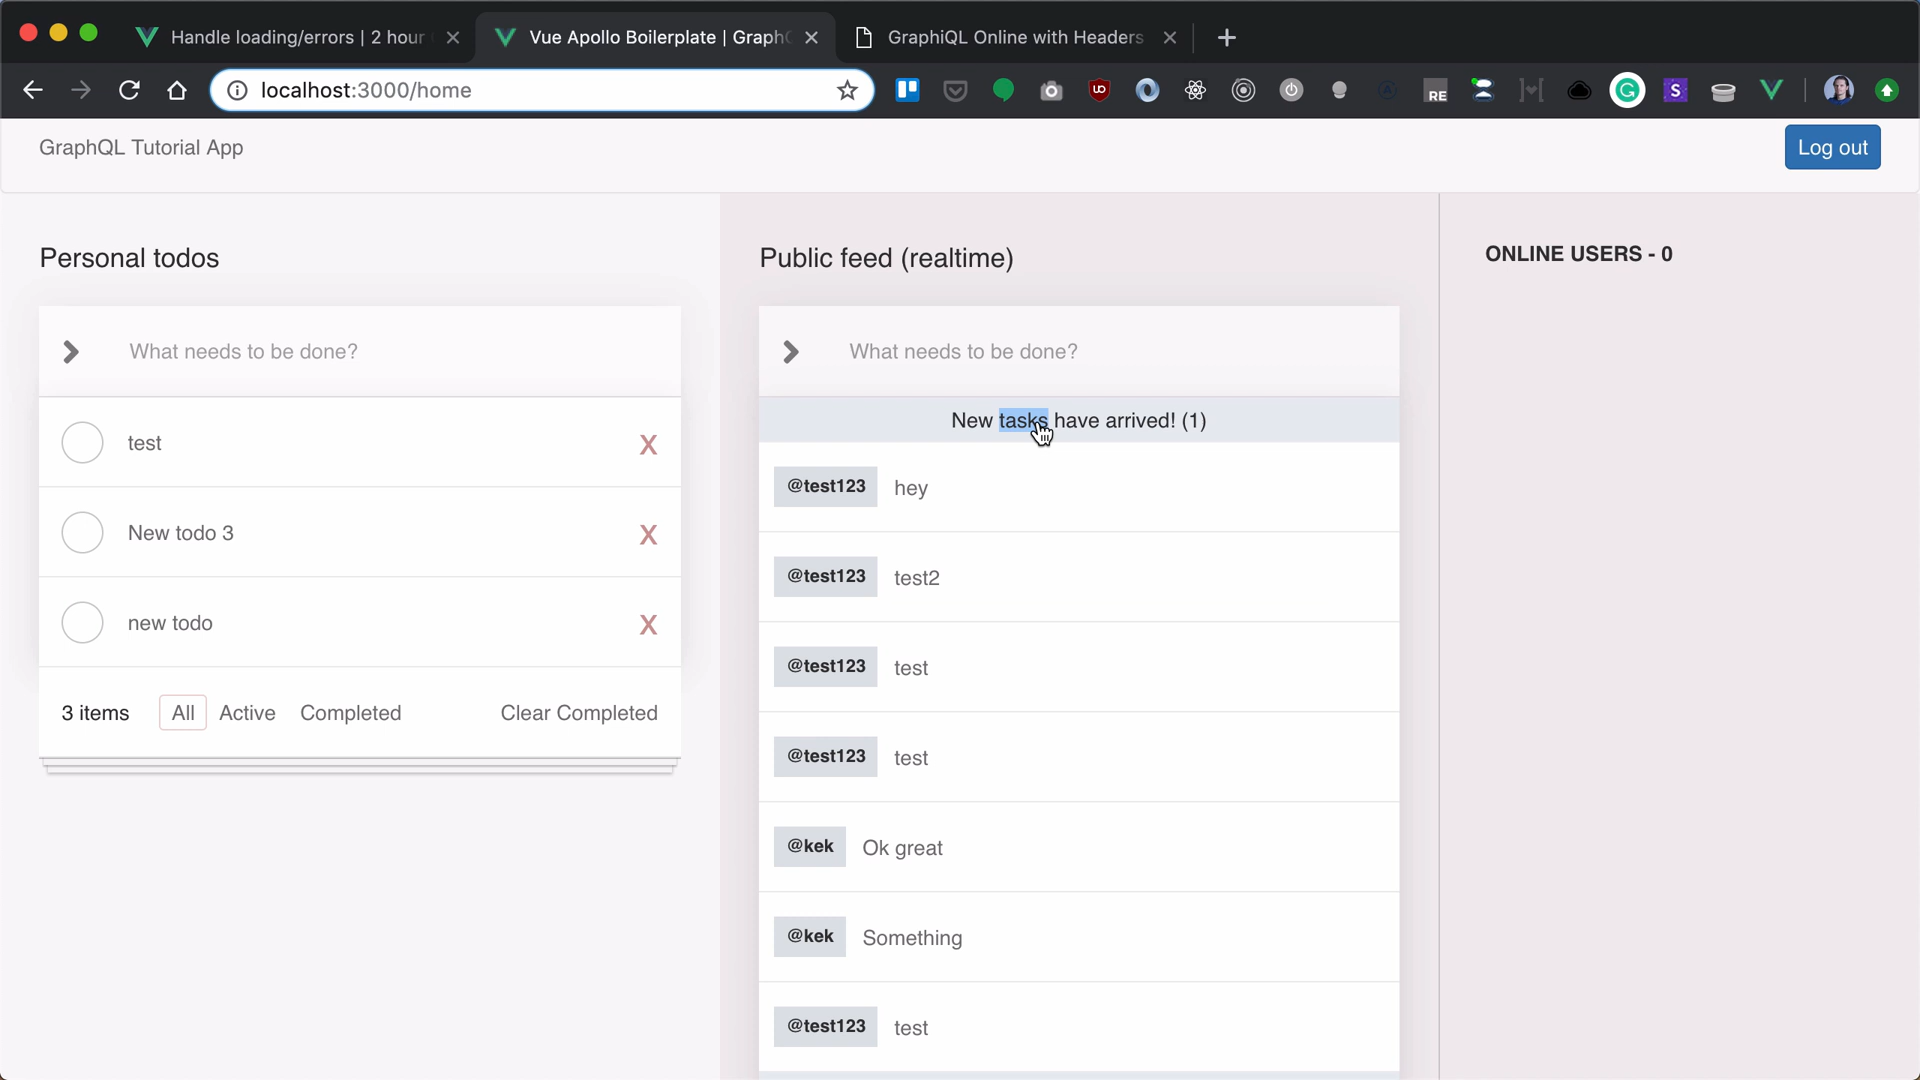 Handle loading/errors | 2 hour
Vue Apollo Boilerplate | Graph
GraphiQL Online with Headers
localhost:3000/home
RE
S
GraphQL Tutorial App
Log out
Personal todos
Public feed (realtime)
ONLINE USERS - 0
What needs to be done?
What needs to be done?
New tasks have arrived! (1)
test
X
@test123 hey
New todo 3
X
@test123 test2
new todo
X
@test123 test
3 items All Active Completed Clear Completed
@test123 test
@kek Ok great
@kek Something
@test123 test